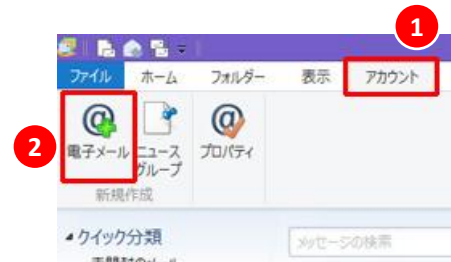 1
ファイル ホーム フォルダー 表示 アカウント
2
電子メール ニュース プロパティ
グループ
新規作成
クイック分類
メッセージの検索